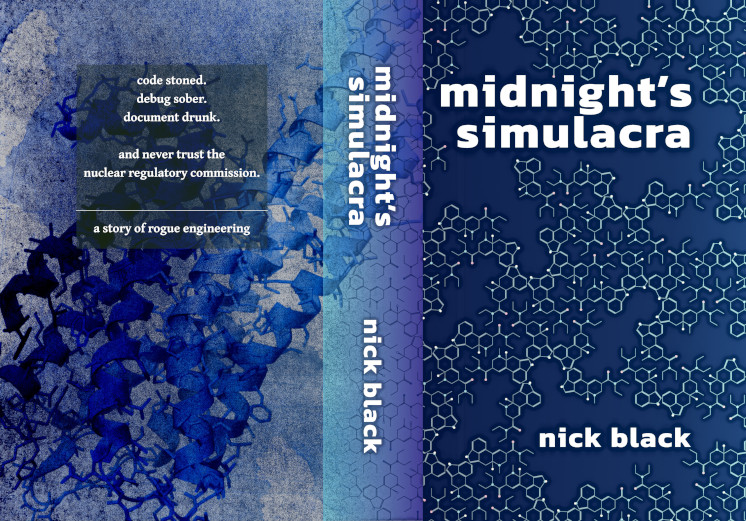 code stoned.
debug sober.
document drunk.
and never trust the
nuclear regulatory commission.
a story of rogue engineering
midnight's
simulacra
nick black
midnight's
simulacra
nick black